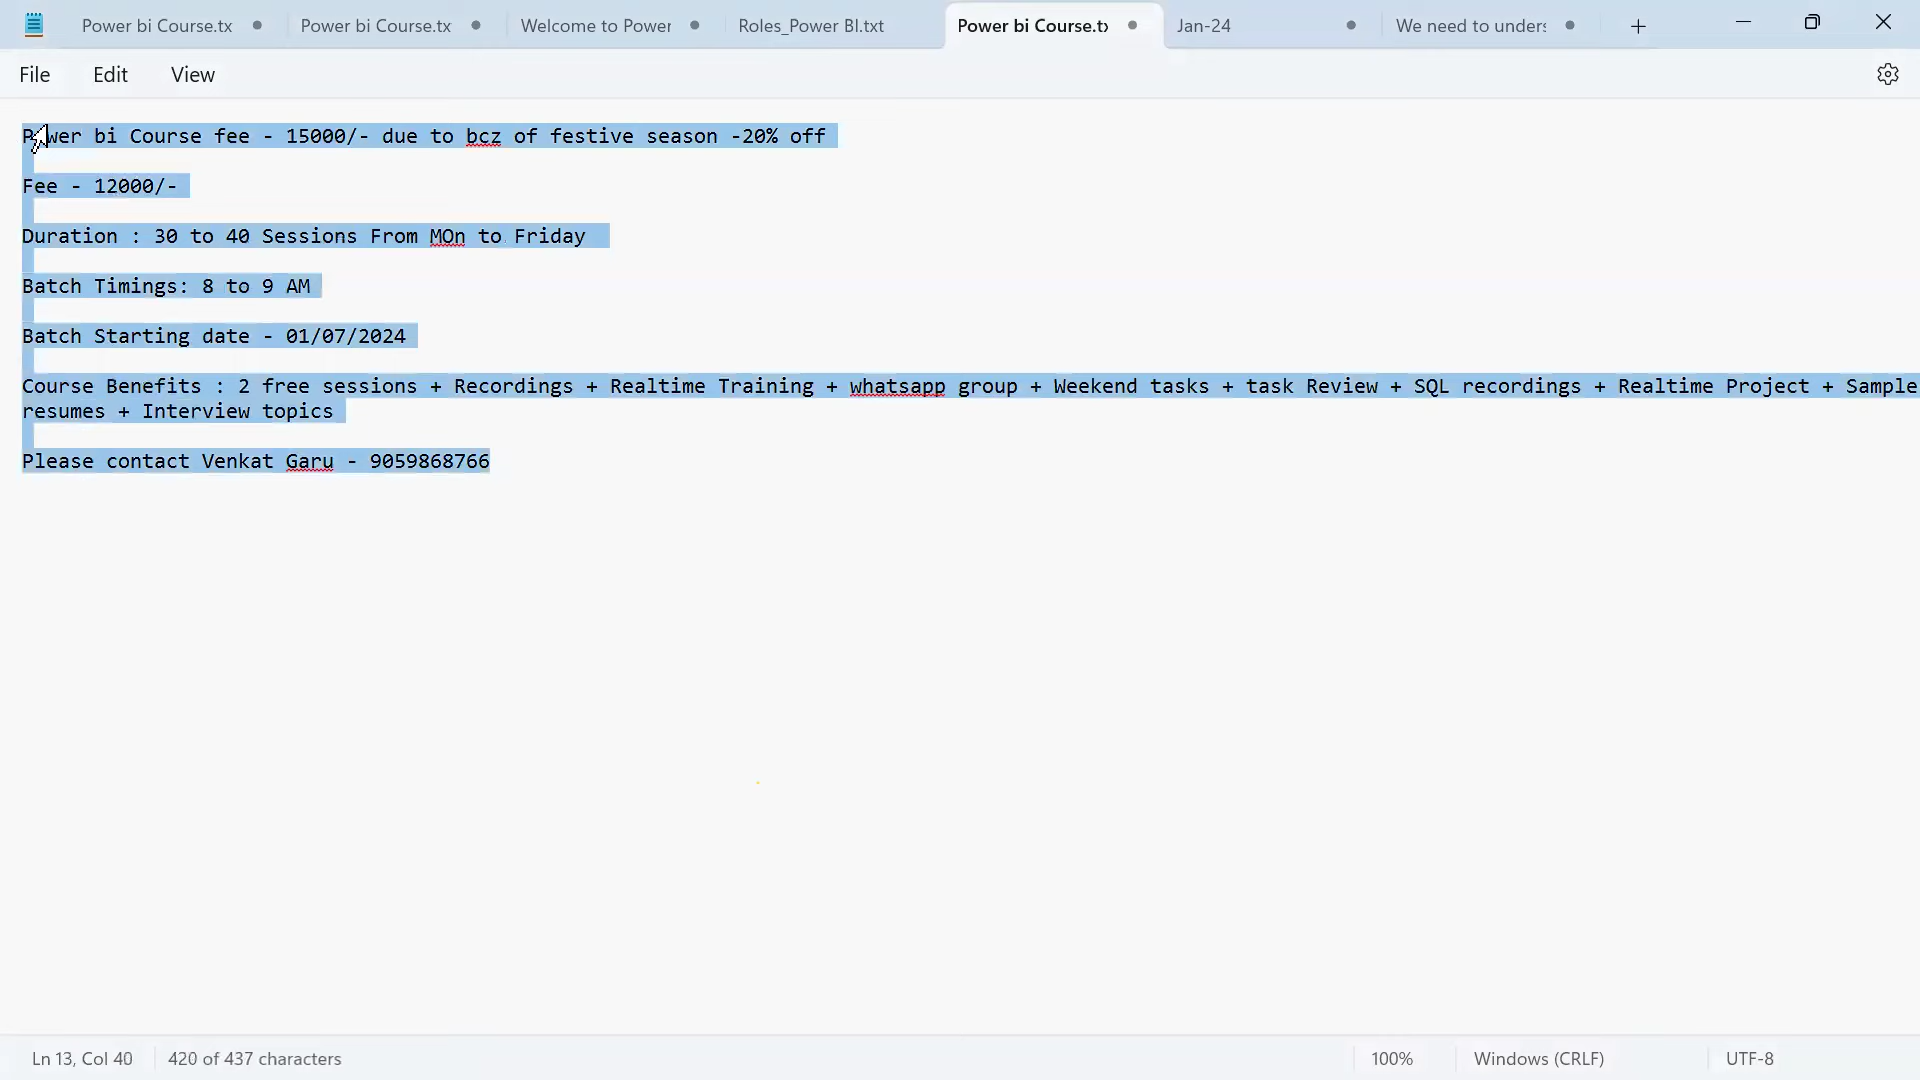 Power bi Course.tx
Power bi Course.tx
Welcome to Power
Roles_Power BI.txt
Power bi Course.tx
Jan-24
We need to unders
File Edit View
Power bi Course fee - 15000/- due to bcz of festive season -20% off
Fee - 12000/-
Duration : 30 to 40 Sessions From MOn to Friday
Batch Timings: 8 to 9 AM
Batch Starting date - 01/07/2024
Course Benefits : 2 free sessions + Recordings + Realtime Training + whatsapp group + Weekend tasks + task Review + SQL recordings + Realtime Project + Sample
resumes + Interview topics
Please contact Venkat Garu - 9059868766
Ln 13, Col 40 420 of 437 characters 100% Windows (CRLF) UTF-8